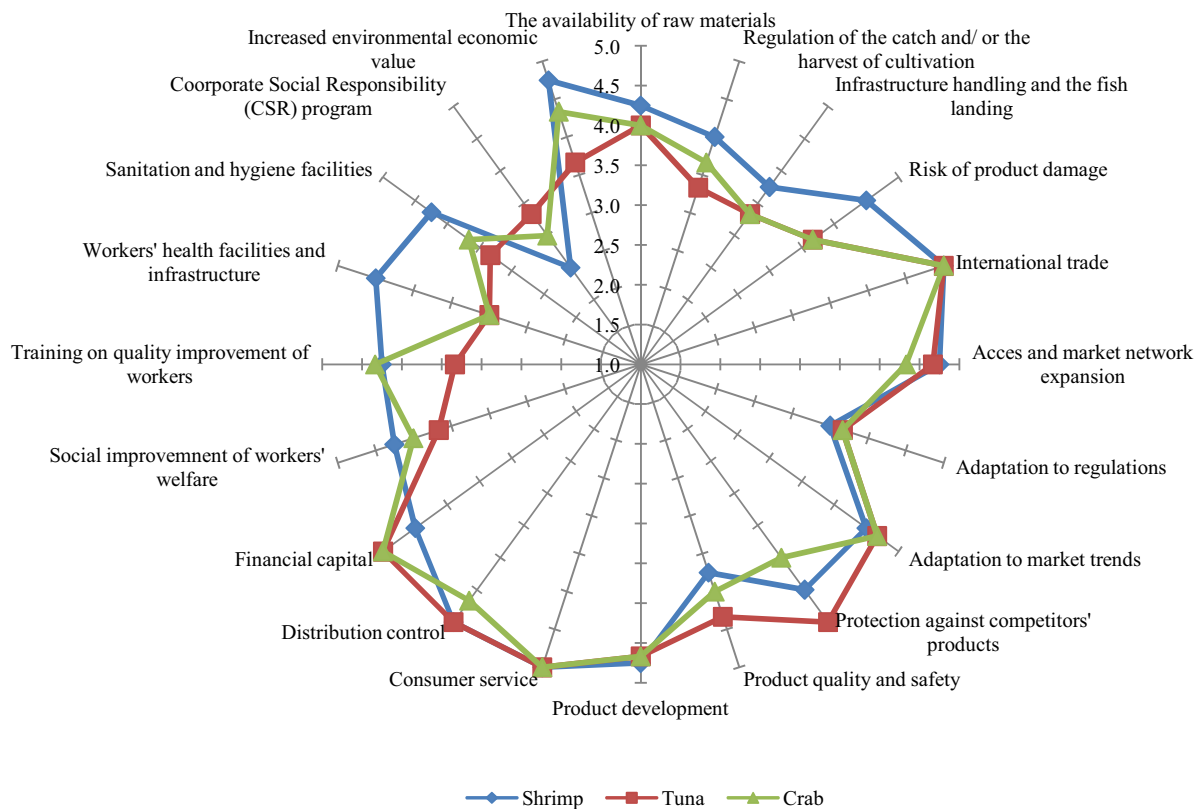 The availability of raw materials
Increased environmental economic
value
Regulation of the catch and/ or the
harvest of cultivation
Coorporate Social Responsibility
(CSR) program
Infrastructure handling and the fish
landing
Sanitation and hygiene facilities
Risk of product damage
Workers' health facilities and
infrastructure
International trade
Training on quality improvement of
workers
Acces and market network
expansion
Social improvemnent of workers'
welfare
Adaptation to regulations
Financial capital
Adaptation to market trends
Distribution control
Protection against competitors'
products
Consumer service
Product quality and safety
Product development
5.0
4.5
4.0
3.5
3.0
2.5
2.0
1.5
1.0
Shrimp
Tuna
Crab